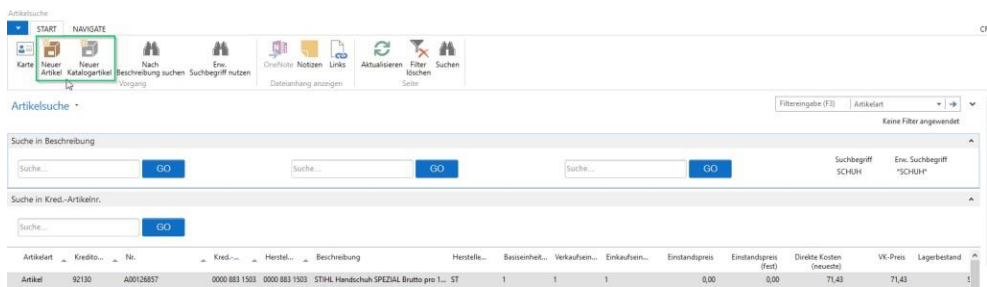 Artikelsuche
START NAVIGATE
Karte Neuer Artikel Neuer Katalogartikel Nach Beschreibung suchen Erw. Suchbegriff nutzen OneNote Notizen Links Aktualisieren Filter löschen Suchen
Vorgang Dateianhang anzeigen Seite
Artikelsuche Filtereingabe (F3) Artikelart
Keine Filter angewendet
Suche in Beschreibung
Suche... GO Suche... GO Suche... GO
Suchbegriff Erw. Suchbegriff
SCHUH *SCHUH*
Suche in Kred.-Artikelnr.
Suche... GO
Artikelart Kredito... Nr. Kred.-... Herstel... Beschreibung Herstelle... Basiseinheit... Verkaufsein... Einkaufsein... Einstandspreis Einstandspreis (fest) Direkte Kosten (neueste) VK-Preis Lagerbestand
Artikel 92130 A00126857 0000 883 1503 0000 883 1503 STIHL Handschuh SPEZIAL Brutto pro 1... ST 1 1 1 0,00 0,00 71,43 71,43